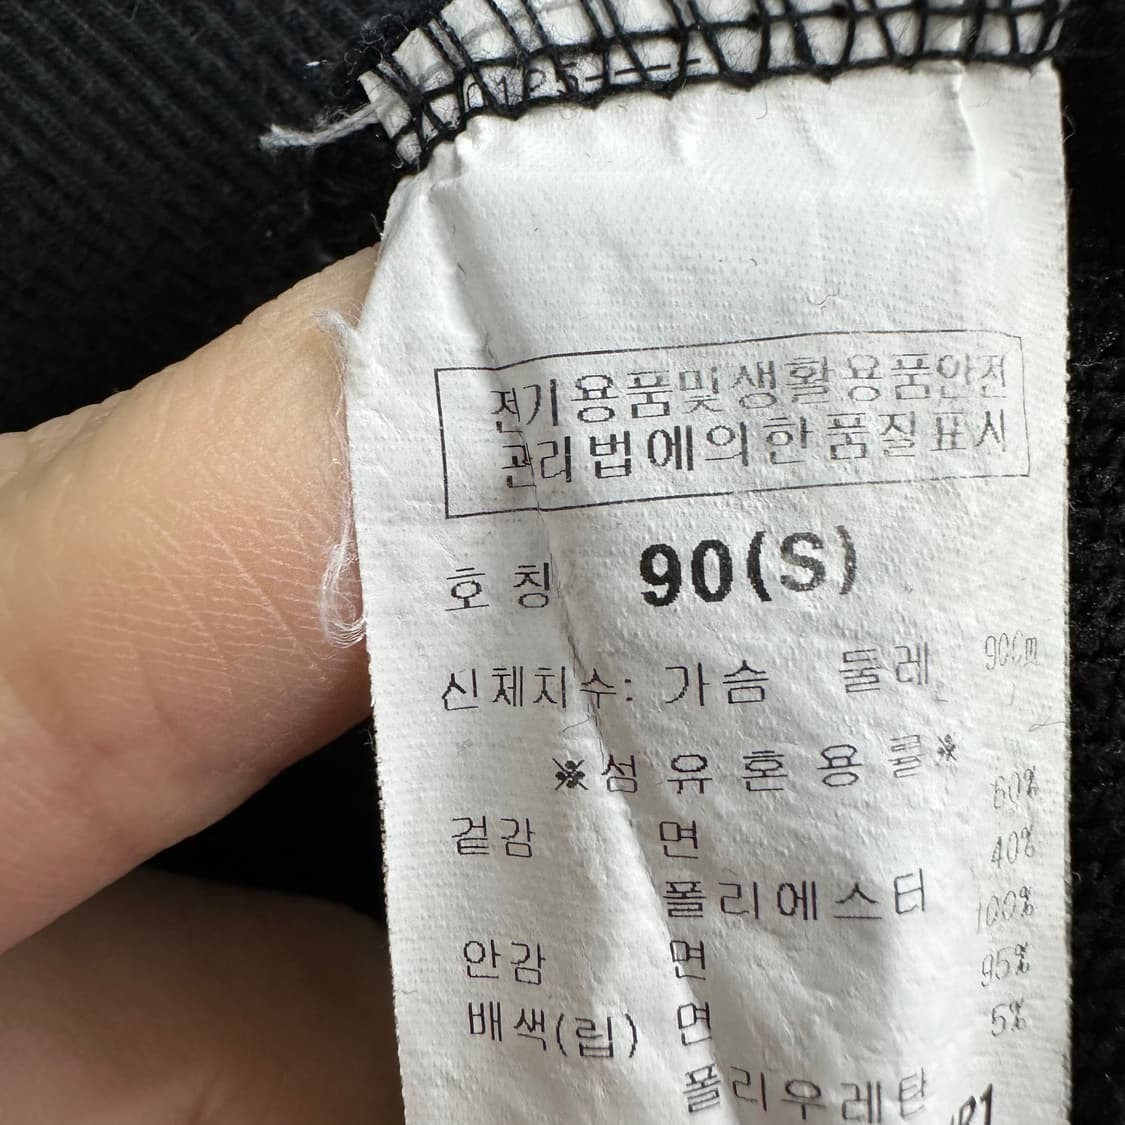 0125----
전기용품및생활용품안전
관리법에의한품질표시
호 칭 90(S)
신체치수: 가슴 둘레 90Cm
※섬 유 혼 용 률※
겉감 면 60%
폴리에스터 40%
안감 면 100%
배색(립) 면 95%
폴리우레탄 5%